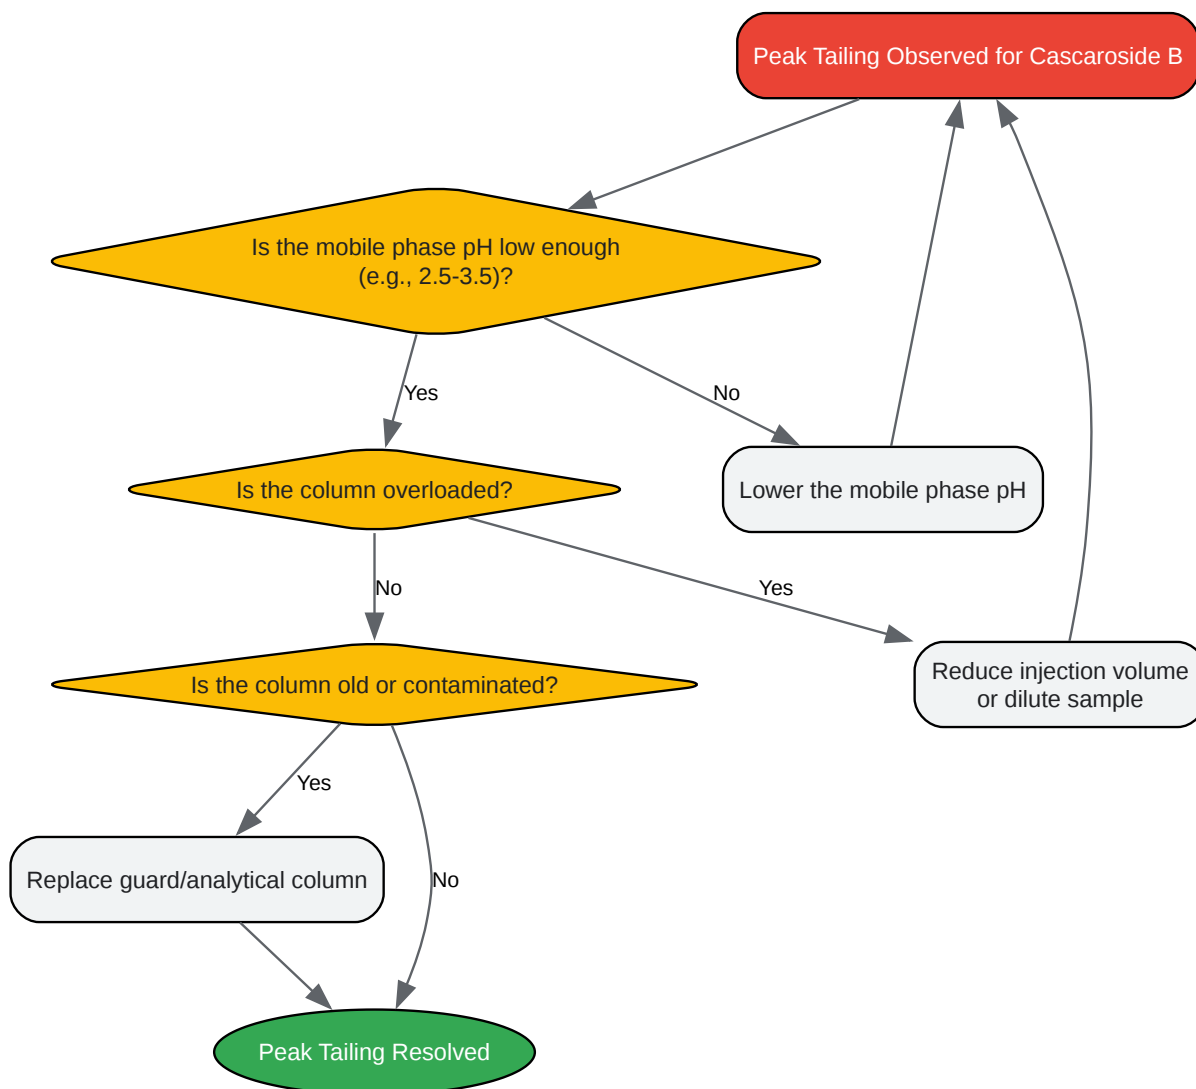 Peak Tailing Observed for Cascaroside B
Is the mobile phase pH low enough
(e.g., 2.5-3.5)?
Yes
No
Is the column overloaded?
Lower the mobile phase pH
No
Yes
Is the column old or contaminated?
Reduce injection volume
or dilute sample
Yes
Replace guard/analytical column
No
Peak Tailing Resolved